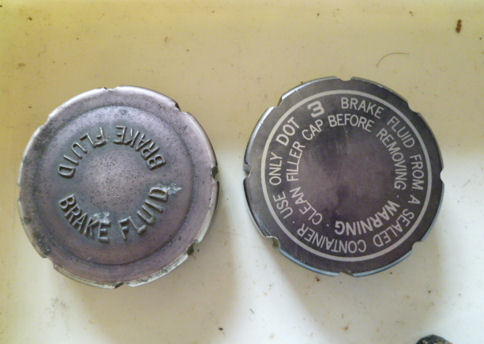 BRAKE FLUID
BRAKE FLUID
USE ONLY DOT 3 BRAKE FLUID FROM A SEALED CONTAINER ·
WARNING · CLEAN FILLER CAP BEFORE REMOVING ·